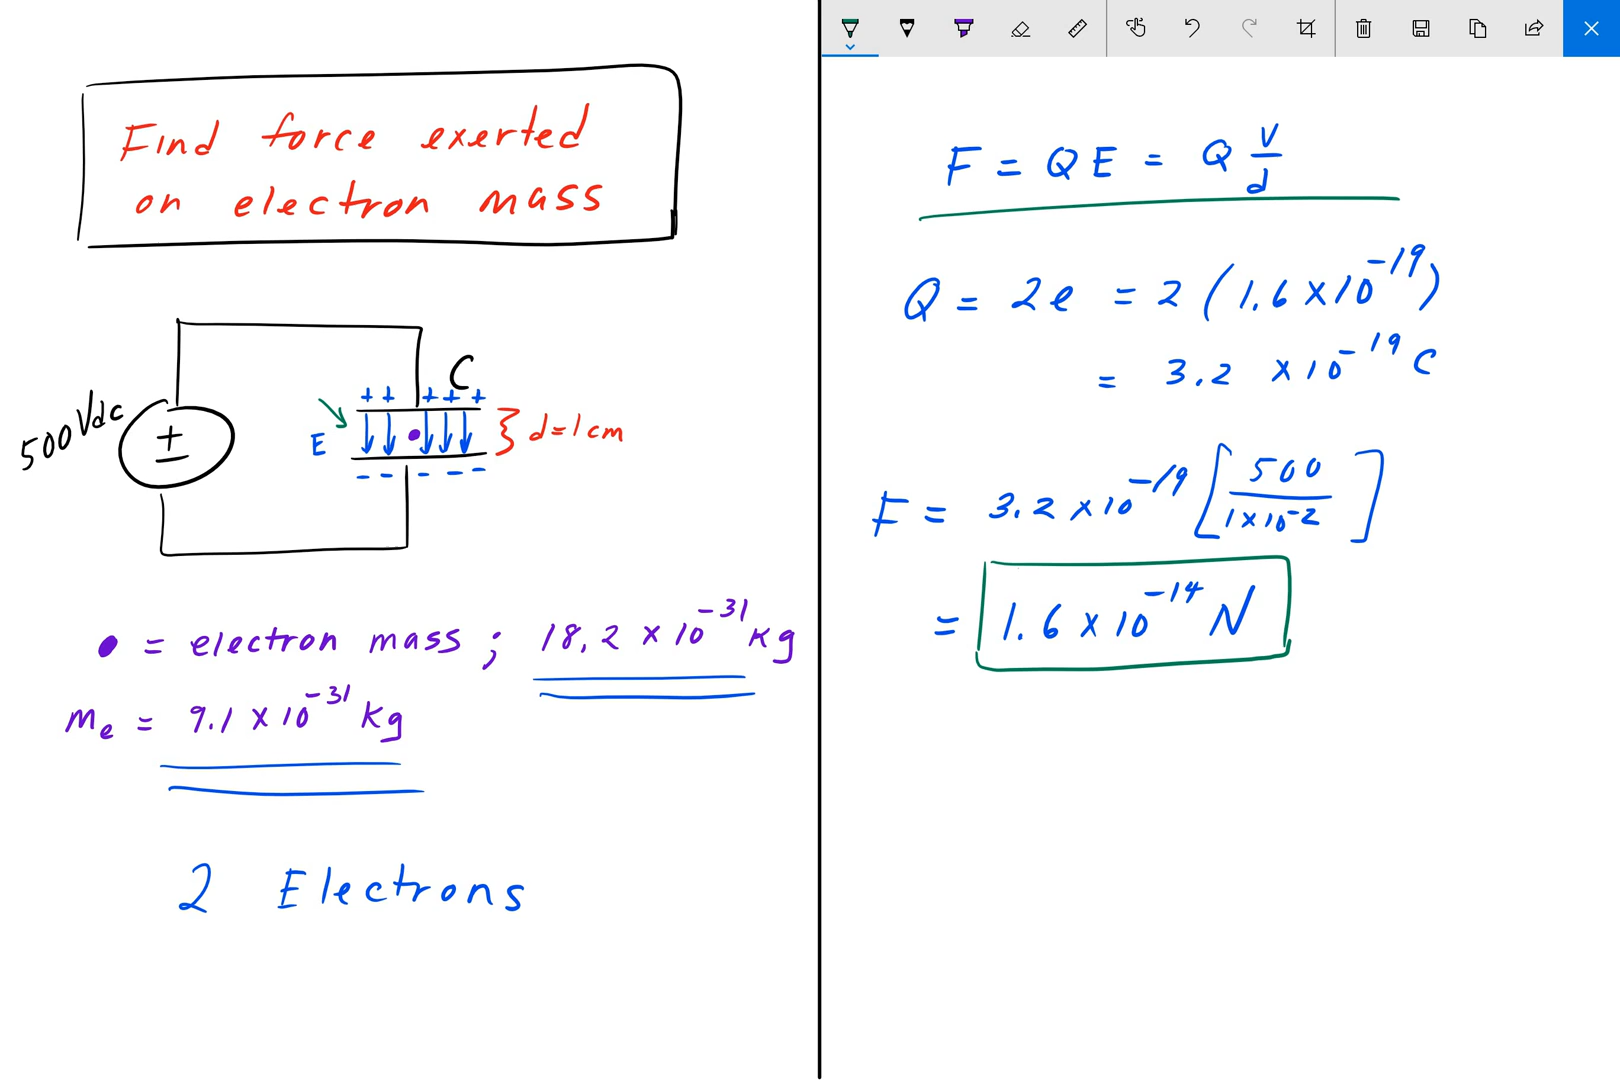 Find force exerted
on electron mass
500Vdc
+
C
+ + + + +
E
d=1cm
- - - - -
● = electron mass; 18.2 × 10⁻³¹ kg
mₑ = 9.1 × 10⁻³¹ kg
2 Electrons
F = QE = Q V/d
Q = 2e = 2 (1.6 × 10⁻¹⁹)
= 3.2 × 10⁻¹⁹ C
F = 3.2 × 10⁻¹⁹ [500 / 1×10⁻²]
= 1.6 × 10⁻¹⁴ N